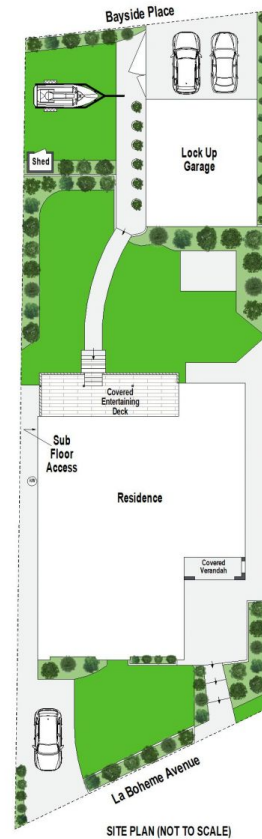 Bayside Place
Lock Up
Garage
Shed
Covered
Entertaining
Deck
Sub
Floor
Access
Residence
Covered
Verandah
La Boheme Avenue
SITE PLAN (NOT TO SCALE)